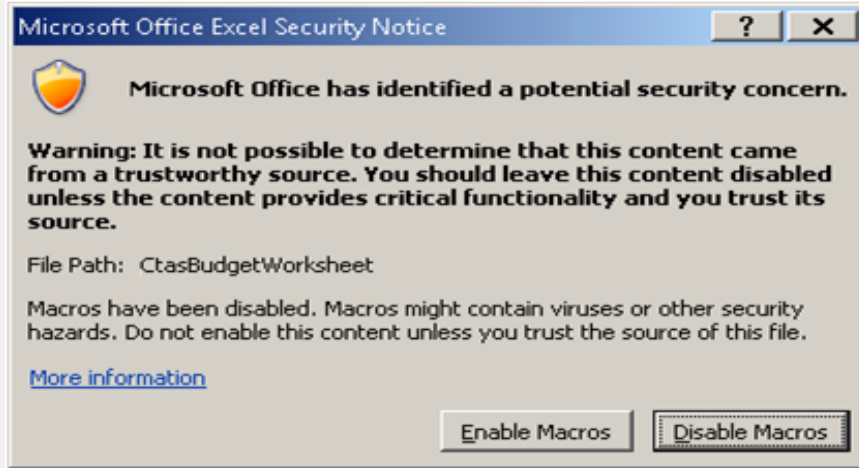 Microsoft Office Excel Security Notice
Microsoft Office has identified a potential security concern.
Warning: It is not possible to determine that this content came
from a trustworthy source. You should leave this content disabled
unless the content provides critical functionality and you trust its
source.
File Path: CtasBudgetWorksheet
Macros have been disabled. Macros might contain viruses or other security
hazards. Do not enable this content unless you trust the source of this file.
More information
Enable Macros
Disable Macros